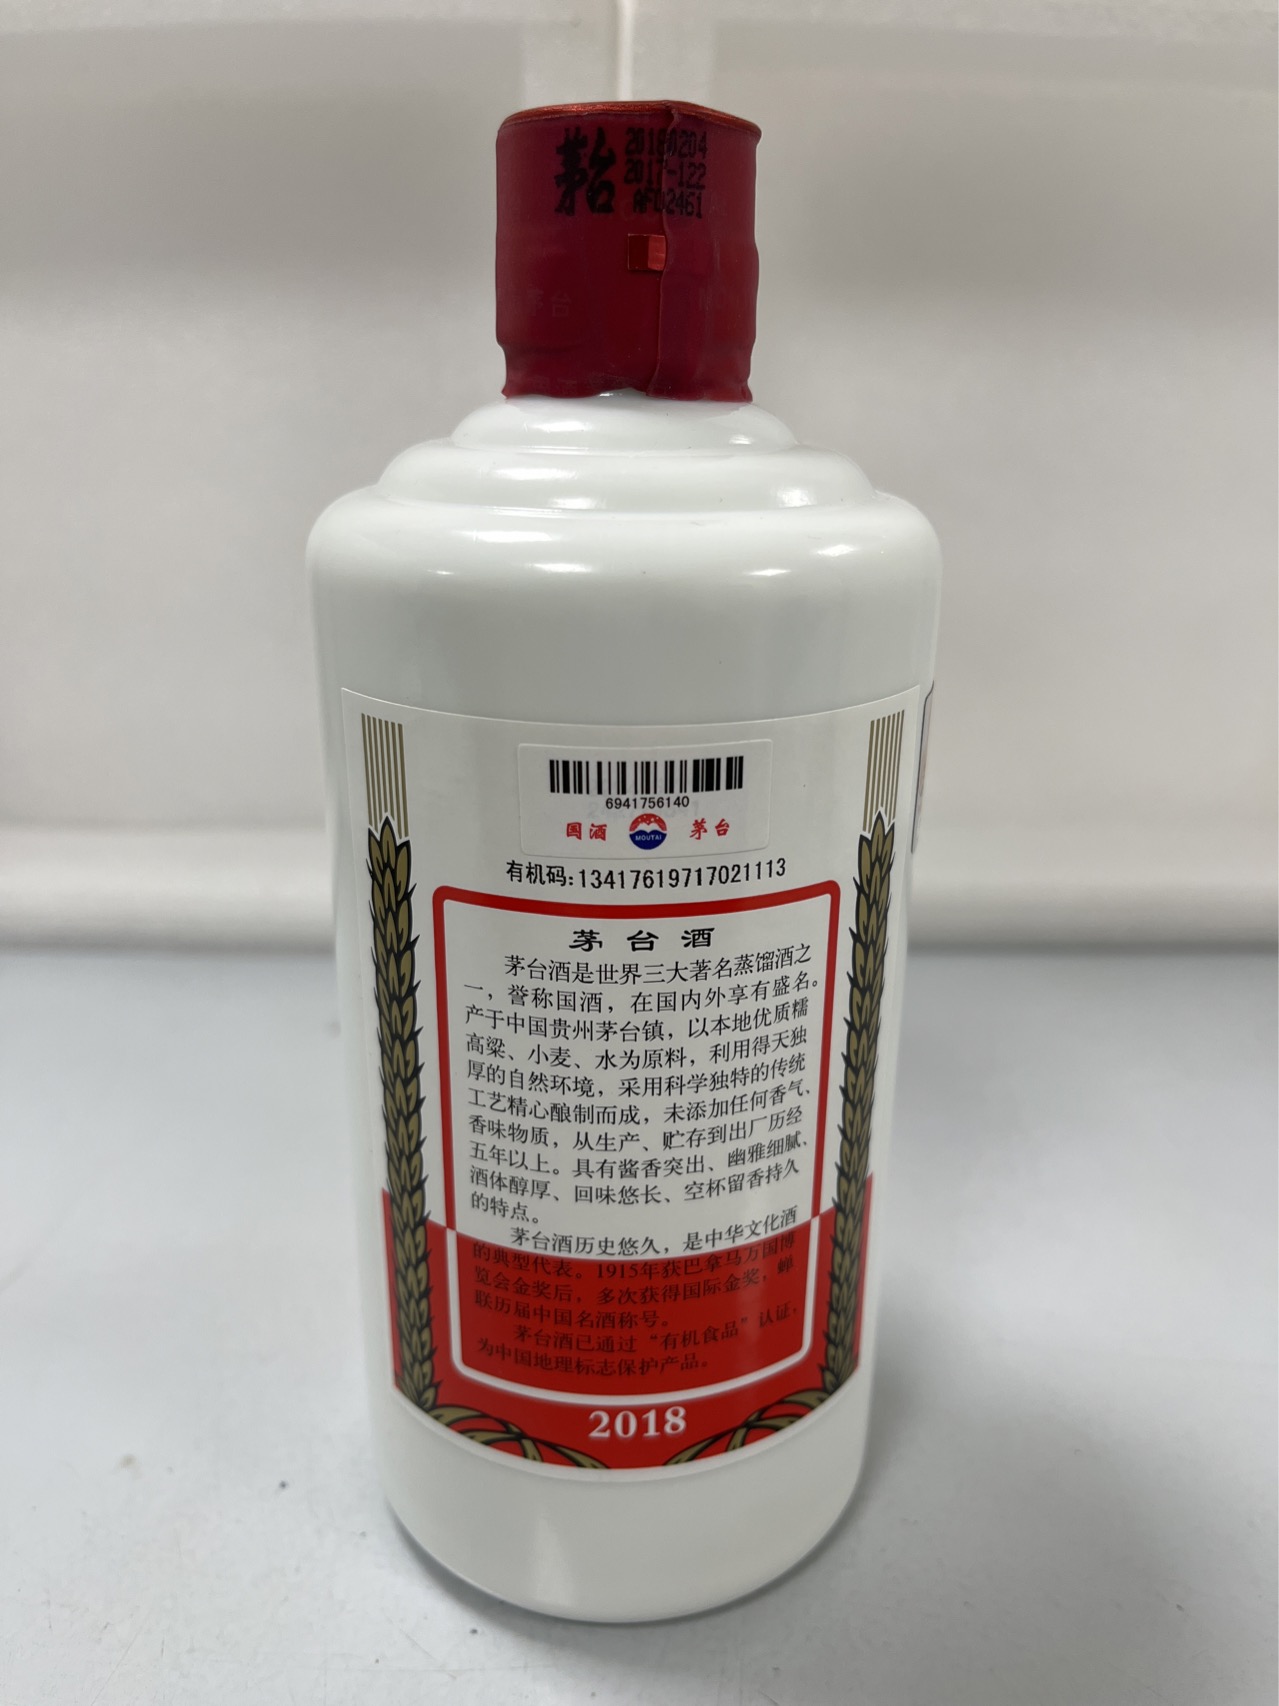 茅台
20180204
2017-122
茅台
6941756140
国酒 MOUTAI 茅台
有机码:13417619717021113
茅台酒
茅台酒是世界三大著名蒸馏酒之
一，誉称国酒，在国内外享有盛名。
产于中国贵州茅台镇，以本地优质糯
高粱、小麦、水为原料，利用得天独
厚的自然环境，采用科学独特的传统
工艺精心酿制而成，未添加任何香气、
香味物质，从生产、贮存到出厂历经
五年以上。具有酱香突出、幽雅细腻、
酒体醇厚、回味悠长、空杯留香持久
的特点。
茅台酒历史悠久，是中华文化酒
的典型代表。1915年获巴拿马万国博
览会金奖后，多次获得国际金奖，蝉
联历届中国名酒称号。
茅台酒已通过“有机食品”认证，
为中国地理标志保护产品。
2018